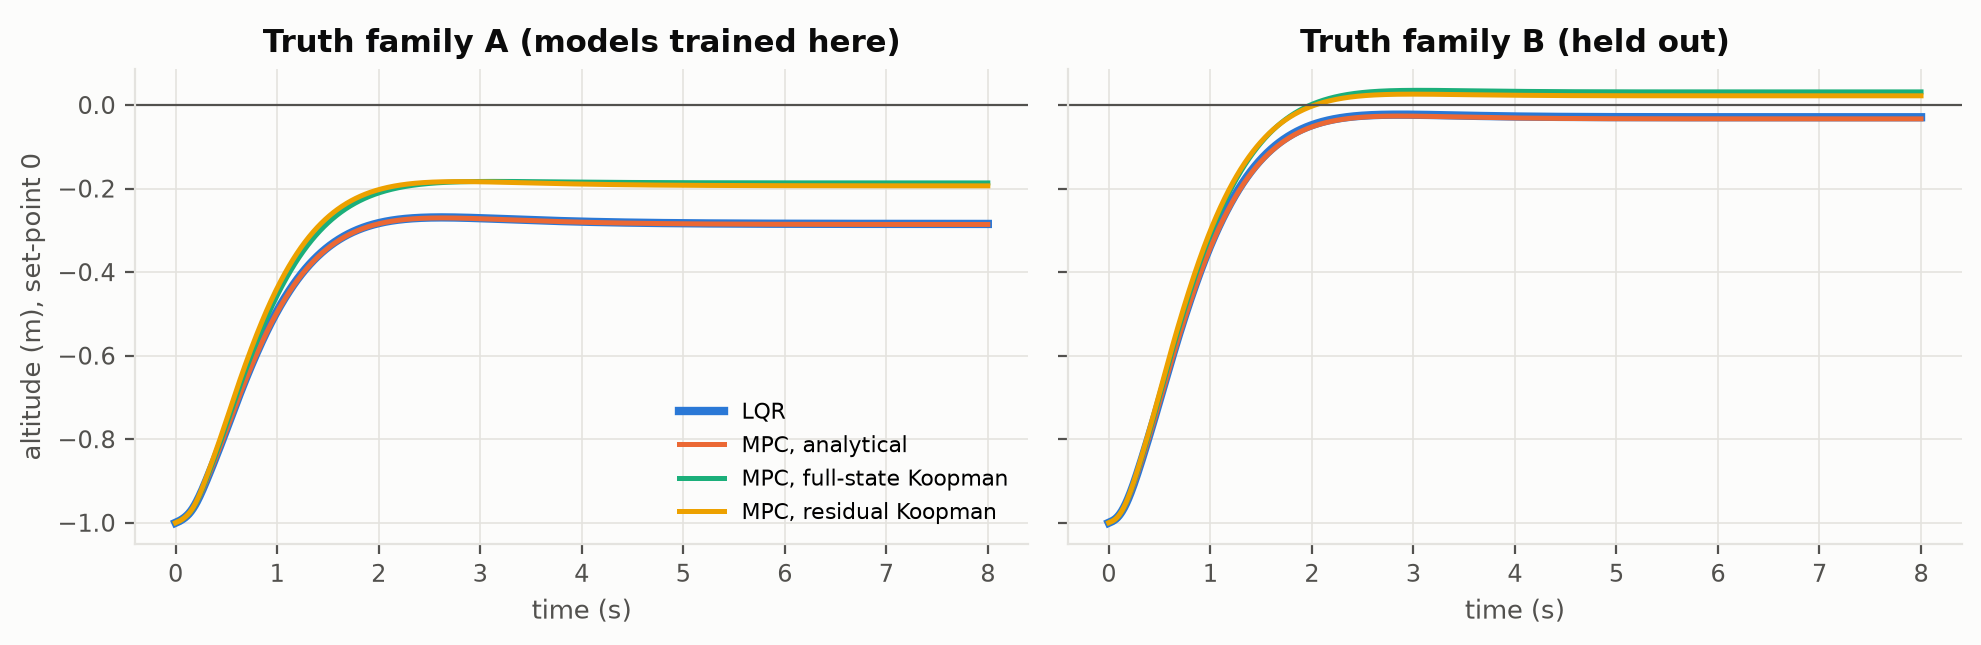 Truth family A (models trained here)
Truth family B (held out)
altitude (m), set-point 0
0.0
−0.2
−0.4
−0.6
−0.8
−1.0
LQR
MPC, analytical
MPC, full-state Koopman
MPC, residual Koopman
0 1 2 3 4 5 6 7 8
0 1 2 3 4 5 6 7 8
time (s)
time (s)